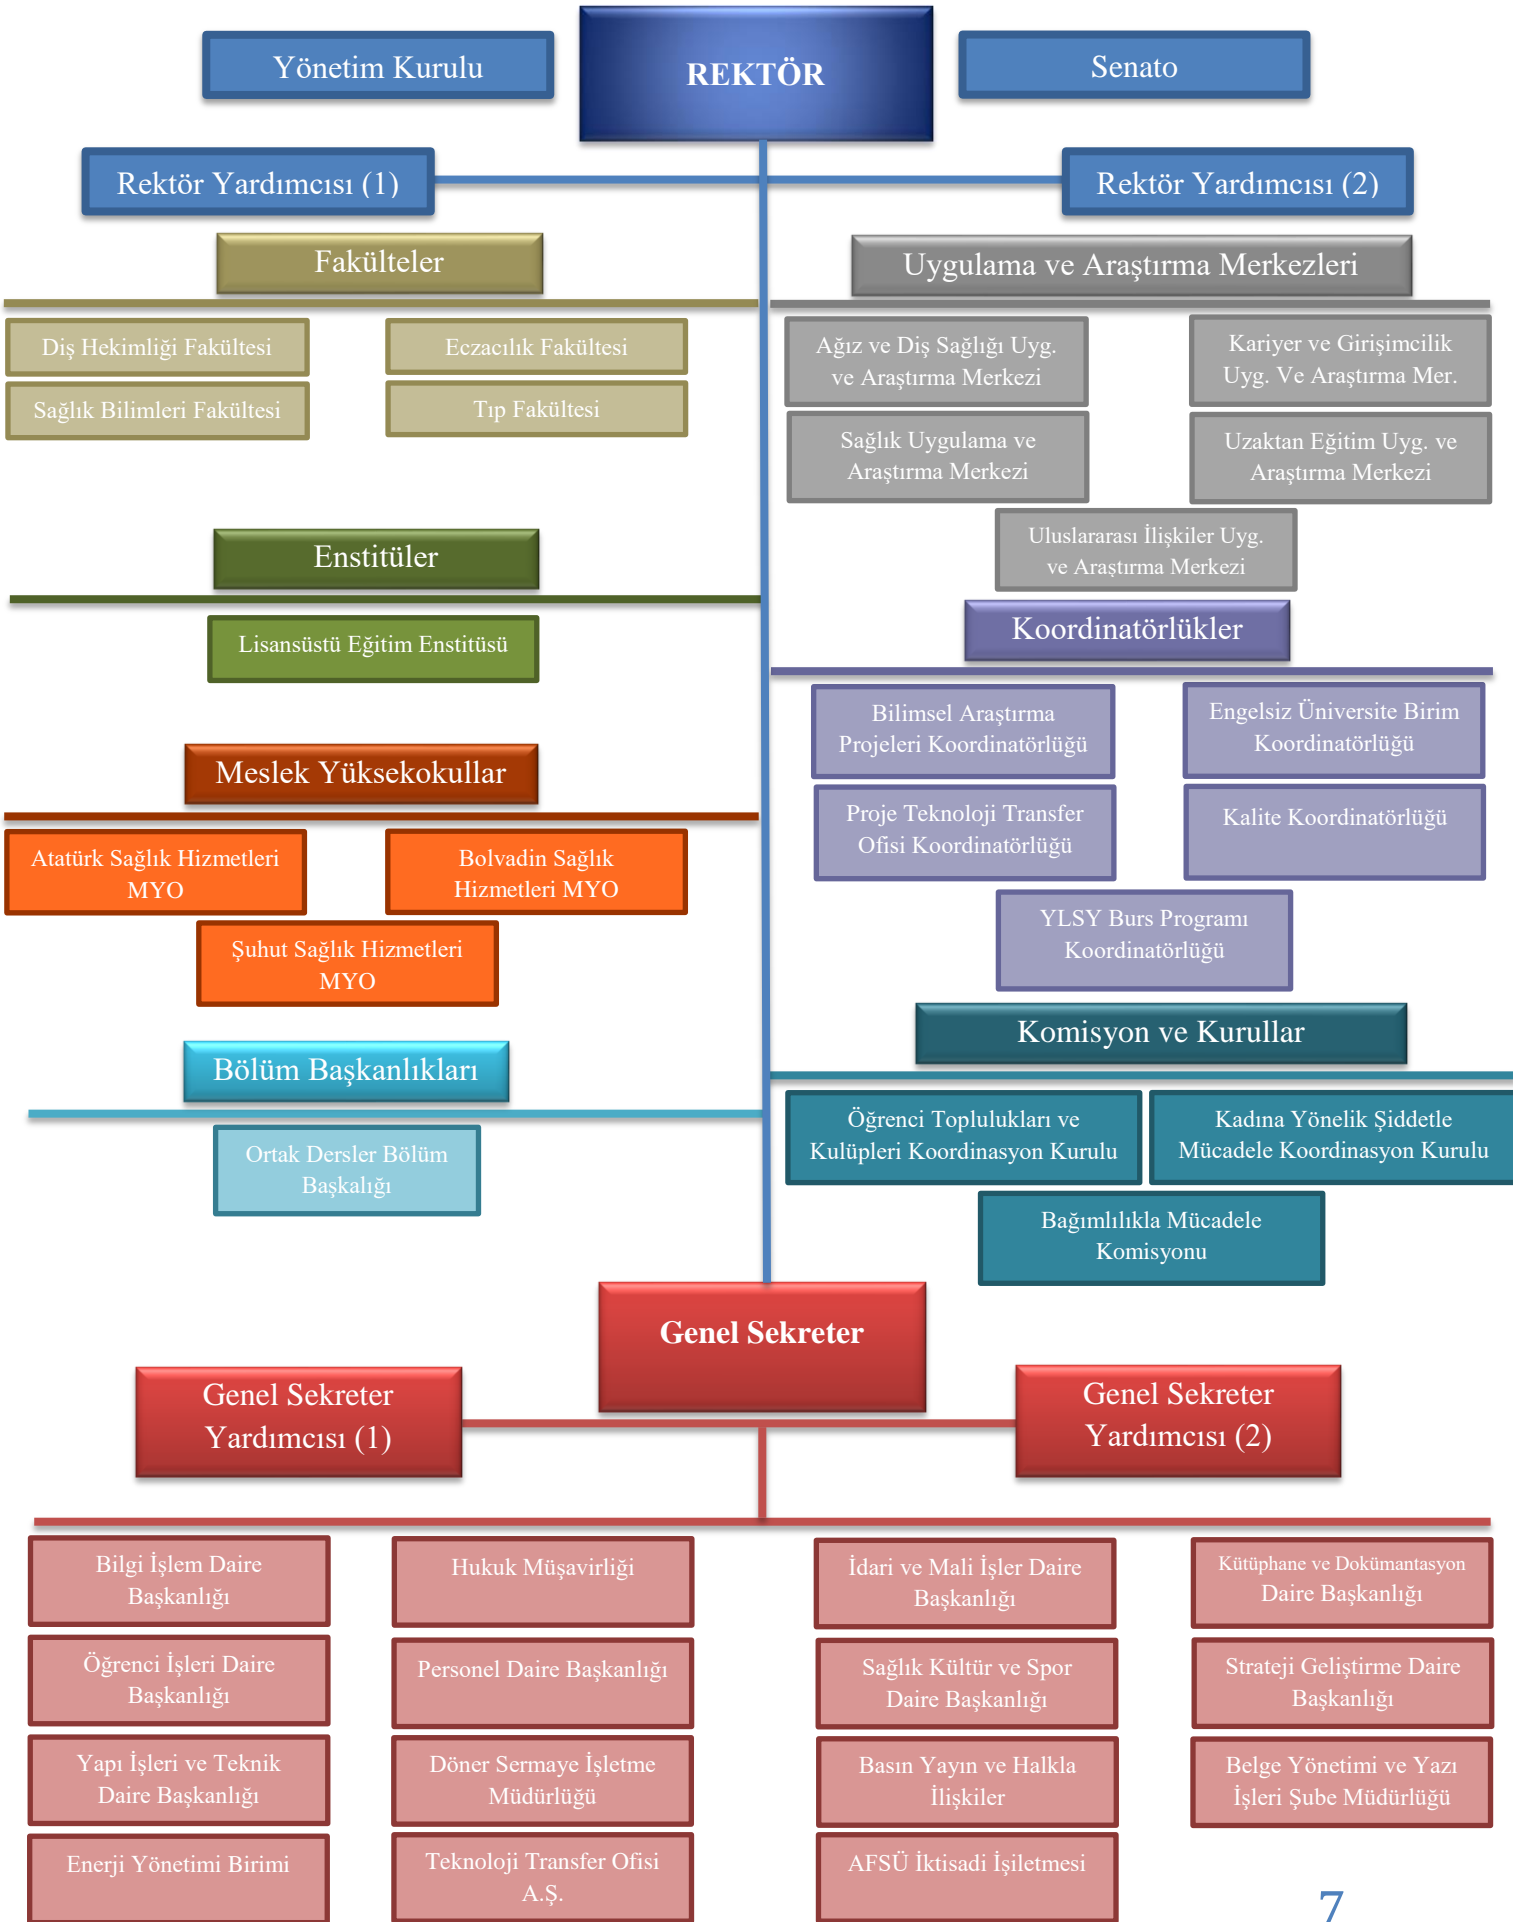 Yönetim Kurulu
REKTÖR
Senato
Rektör Yardımcısı (1)
Rektör Yardımcısı (2)
Fakülteler
Diş Hekimliği Fakültesi
Eczacılık Fakültesi
Sağlık Bilimleri Fakültesi
Tıp Fakültesi
Uygulama ve Araştırma Merkezleri
Ağız ve Diş Sağlığı Uyg.
ve Araştırma Merkezi
Kariyer ve Girişimcilik
Uyg. Ve Araştırma Mer.
Sağlık Uygulama ve
Araştırma Merkezi
Uzaktan Eğitim Uyg. ve
Araştırma Merkezi
Uluslararası İlişkiler Uyg.
ve Araştırma Merkezi
Enstitüler
Lisansüstü Eğitim Enstitüsü
Koordinatörlükler
Bilimsel Araştırma
Projeleri Koordinatörlüğü
Engelsiz Üniversite Birim
Koordinatörlüğü
Proje Teknoloji Transfer
Ofisi Koordinatörlüğü
Kalite Koordinatörlüğü
YLSY Burs Programı
Koordinatörlüğü
Meslek Yüksekokullar
Atatürk Sağlık Hizmetleri
MYO
Bolvadin Sağlık
Hizmetleri MYO
Şuhut Sağlık Hizmetleri
MYO
Komisyon ve Kurullar
Öğrenci Toplulukları ve
Kulüpleri Koordinasyon Kurulu
Kadına Yönelik Şiddetle
Mücadele Koordinasyon Kurulu
Bağımlılıkla Mücadele
Komisyonu
Bölüm Başkanlıkları
Ortak Dersler Bölüm
Başkalığı
Genel Sekreter
Genel Sekreter
Yardımcısı (1)
Genel Sekreter
Yardımcısı (2)
Bilgi İşlem Daire
Başkanlığı
Hukuk Müşavirliği
İdari ve Mali İşler Daire
Başkanlığı
Kütüphane ve Dokümantasyon
Daire Başkanlığı
Öğrenci İşleri Daire
Başkanlığı
Personel Daire Başkanlığı
Sağlık Kültür ve Spor
Daire Başkanlığı
Strateji Geliştirme Daire
Başkanlığı
Yapı İşleri ve Teknik
Daire Başkanlığı
Döner Sermaye İşletme
Müdürlüğü
Basın Yayın ve Halkla
İlişkiler
Belge Yönetimi ve Yazı
İşleri Şube Müdürlüğü
Enerji Yönetimi Birimi
Teknoloji Transfer Ofisi
A.Ş.
AFSÜ İktisadi İşiletmesi
7